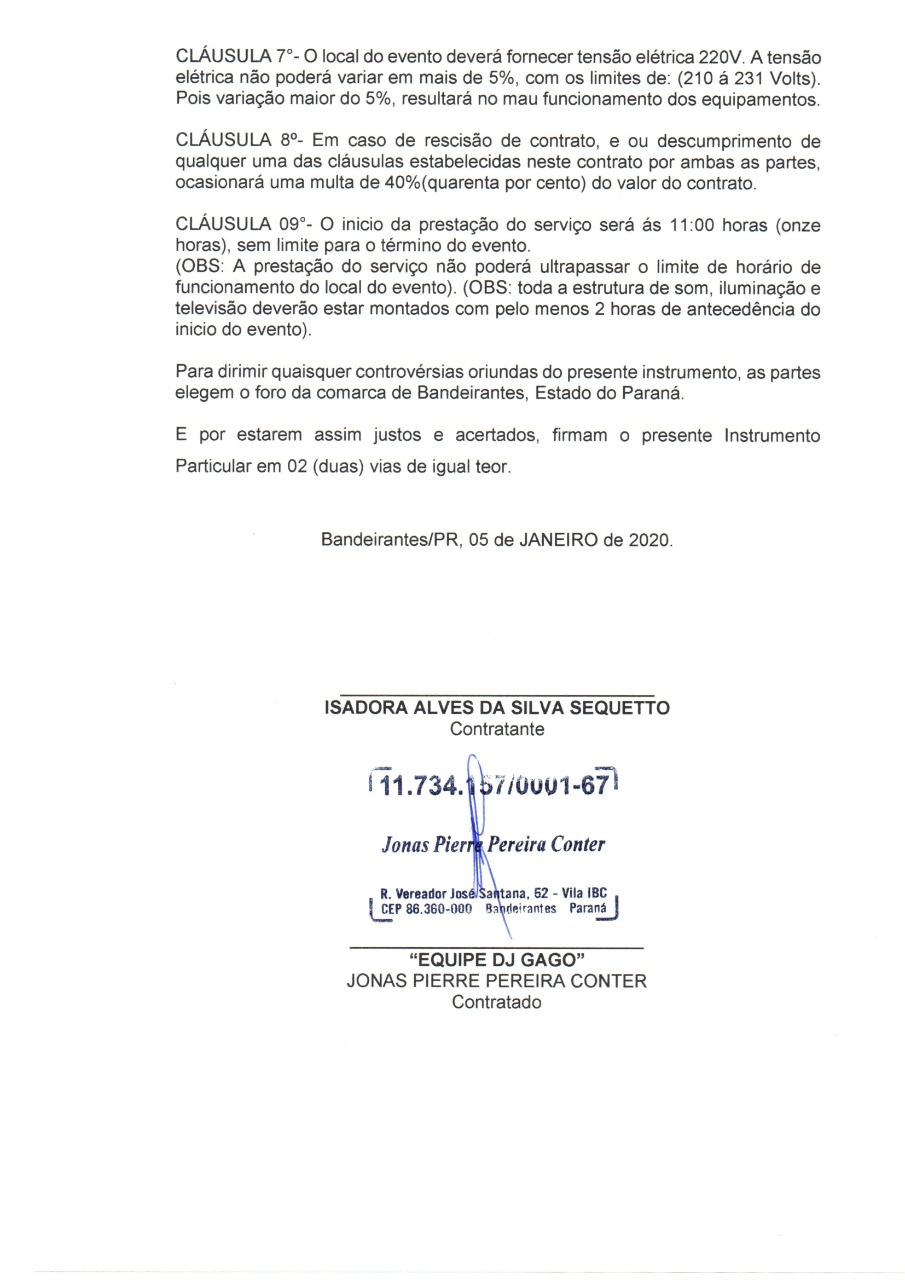 CLÁUSULA 7°- O local do evento deverá fornecer tensão elétrica 220V. A tensão
elétrica não poderá variar em mais de 5%, com os limites de: (210 á 231 Volts).
Pois variação maior do 5%, resultará no mau funcionamento dos equipamentos.
CLÁUSULA 8º- Em caso de rescisão de contrato, e ou descumprimento de
qualquer uma das cláusulas estabelecidas neste contrato por ambas as partes,
ocasionará uma multa de 40%(quarenta por cento) do valor do contrato.
CLÁUSULA 09°- O inicio da prestação do serviço será ás 11:00 horas (onze
horas), sem limite para o término do evento.
(OBS: A prestação do serviço não poderá ultrapassar o limite de horário de
funcionamento do local do evento). (OBS: toda a estrutura de som, iluminação e
televisão deverão estar montados com pelo menos 2 horas de antecedência do
inicio do evento).
Para dirimir quaisquer controvérsias oriundas do presente instrumento, as partes
elegem o foro da comarca de Bandeirantes, Estado do Paraná.
E por estarem assim justos e acertados, firmam o presente Instrumento
Particular em 02 (duas) vias de igual teor.
Bandeirantes/PR, 05 de JANEIRO de 2020.
ISADORA ALVES DA SILVA SEQUETTO
Contratante
Jonas Pierre Pereira Conter
R. Vereador José Santana, 52 - Vila IBC
CEP 86.360-000 Bandeirantes Paraná
“EQUIPE DJ GAGO”
JONAS PIERRE PEREIRA CONTER
Contratado